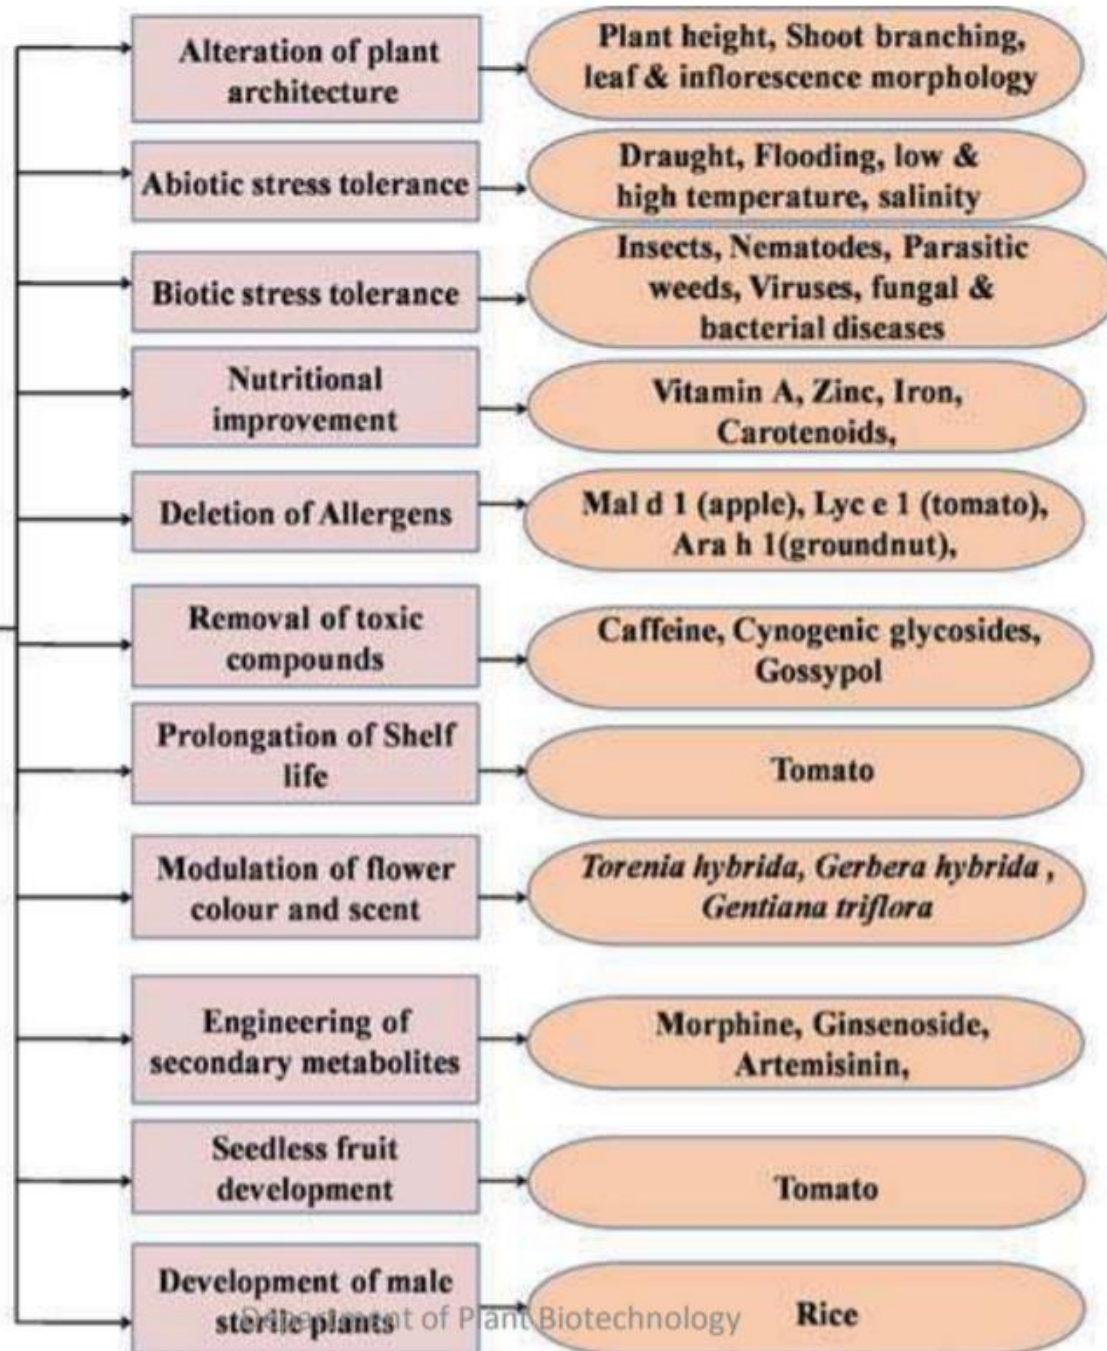 Alteration of plant
architecture
Plant height, Shoot branching,
leaf & inflorescence morphology
Abiotic stress tolerance
Draught, Flooding, low &
high temperature, salinity
Biotic stress tolerance
Insects, Nematodes, Parasitic
weeds, Viruses, fungal &
bacterial diseases
Nutritional
improvement
Vitamin A, Zinc, Iron,
Carotenoids,
Deletion of Allergens
Mal d 1 (apple), Lyc e 1 (tomato),
Ara h 1(groundnut),
Removal of toxic
compounds
Caffeine, Cynogenic glycosides,
Gossypol
Prolongation of Shelf
life
Tomato
Modulation of flower
colour and scent
Torenia hybrida, Gerbera hybrida ,
Gentiana triflora
Engineering of
secondary metabolites
Morphine, Ginsenoside,
Artemisinin,
Seedless fruit
development
Tomato
Development of male
sterile plants
Rice
Department of Plant Biotechnology